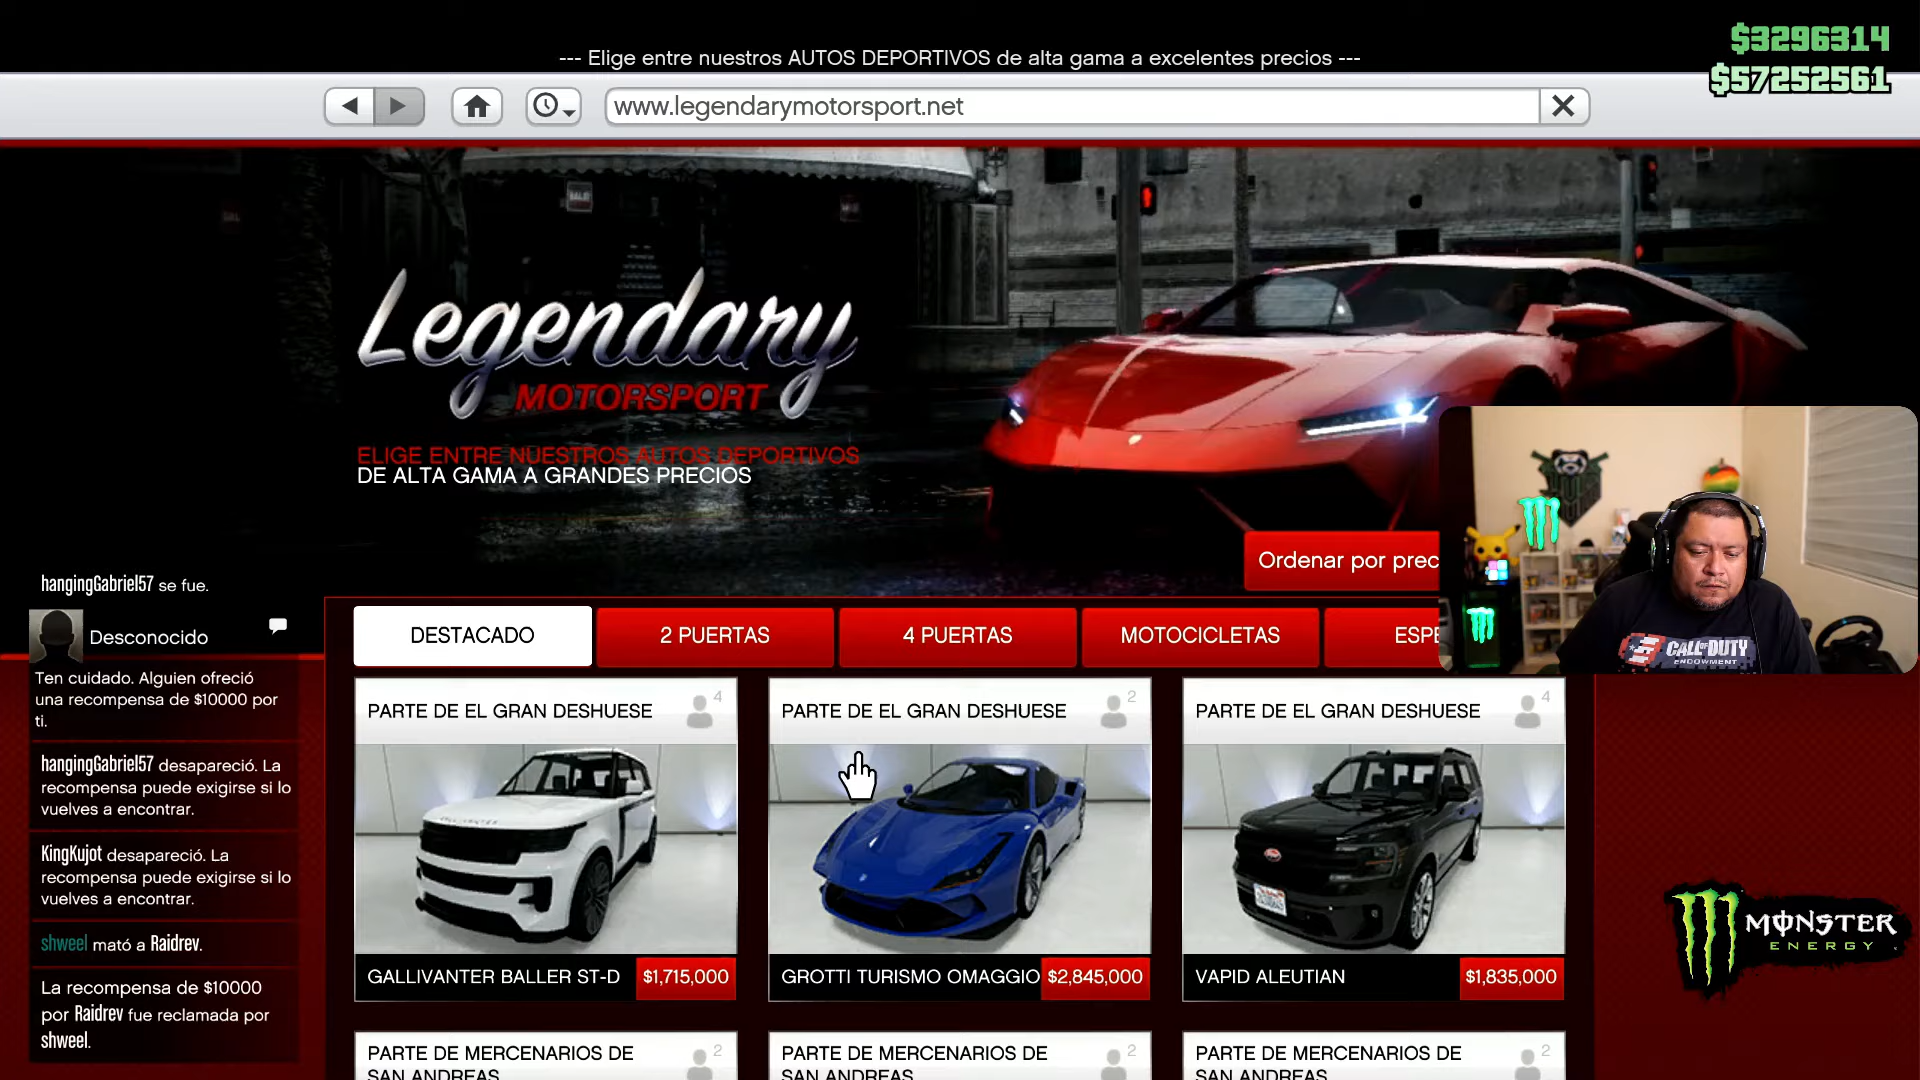 $3296314
--- Elige entre nuestros AUTOS DEPORTIVOS de alta gama a excelentes precios ---
$57252561
www.legendarymotorsport.net
Legendary
MOTORSPORT
ELIGE ENTRE NUESTROS AUTOS DEPORTIVOS
DE ALTA GAMA A GRANDES PRECIOS
Ordenar por prec
hangingGabriel57 se fue.
Desconocido
Ten cuidado. Alguien ofreció
una recompensa de $10000 por
ti.
hangingGabriel57 desapareció. La
recompensa puede exigirse si lo
vuelves a encontrar.
KingKujot desapareció. La
recompensa puede exigirse si lo
vuelves a encontrar.
shweel mató a Raidrev.
La recompensa de $10000
por Raidrev fue reclamada por
shweel.
DESTACADO
2 PUERTAS
4 PUERTAS
MOTOCICLETAS
ESPE
CALL OF DUTY
ENDOWMENT
PARTE DE EL GRAN DESHUESE
4
PARTE DE EL GRAN DESHUESE
2
PARTE DE EL GRAN DESHUESE
4
GALLIVANTER BALLER ST-D
$1,715,000
GROTTI TURISMO OMAGGIO
$2,845,000
VAPID ALEUTIAN
$1,835,000
MONSTER
ENERGY
PARTE DE MERCENARIOS DE
SAN ANDREAS
2
PARTE DE MERCENARIOS DE
SAN ANDREAS
2
PARTE DE MERCENARIOS DE
SAN ANDREAS
2